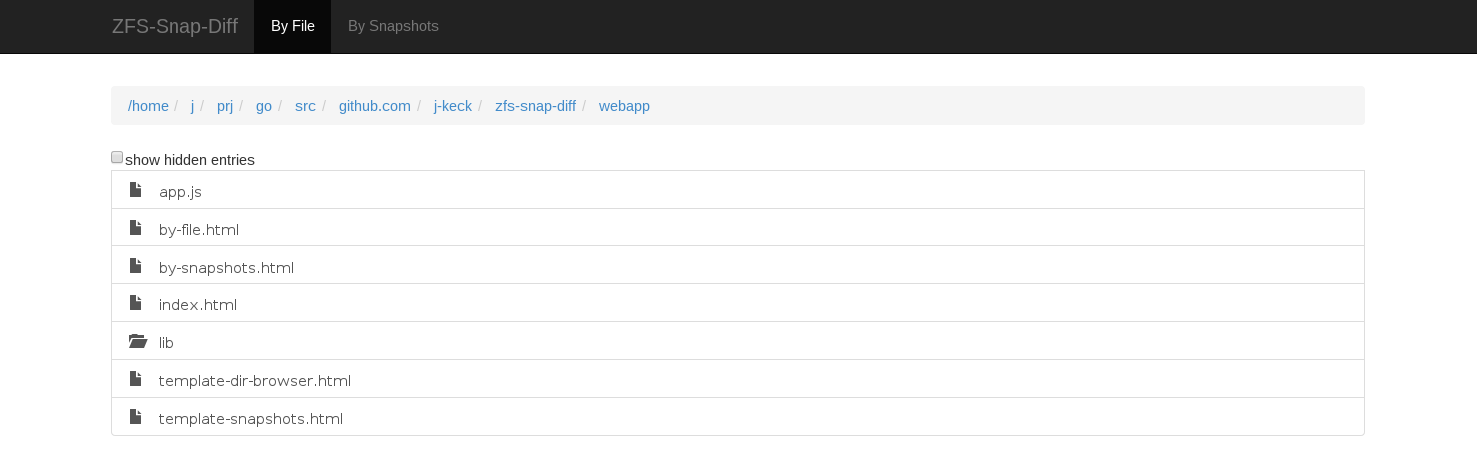 ZFS-Snap-Diff By File By Snapshots
/home / j / prj / go / src / github.com / j-keck / zfs-snap-diff / webapp
show hidden entries
app.js
by-file.html
by-snapshots.html
index.html
lib
template-dir-browser.html
template-snapshots.html